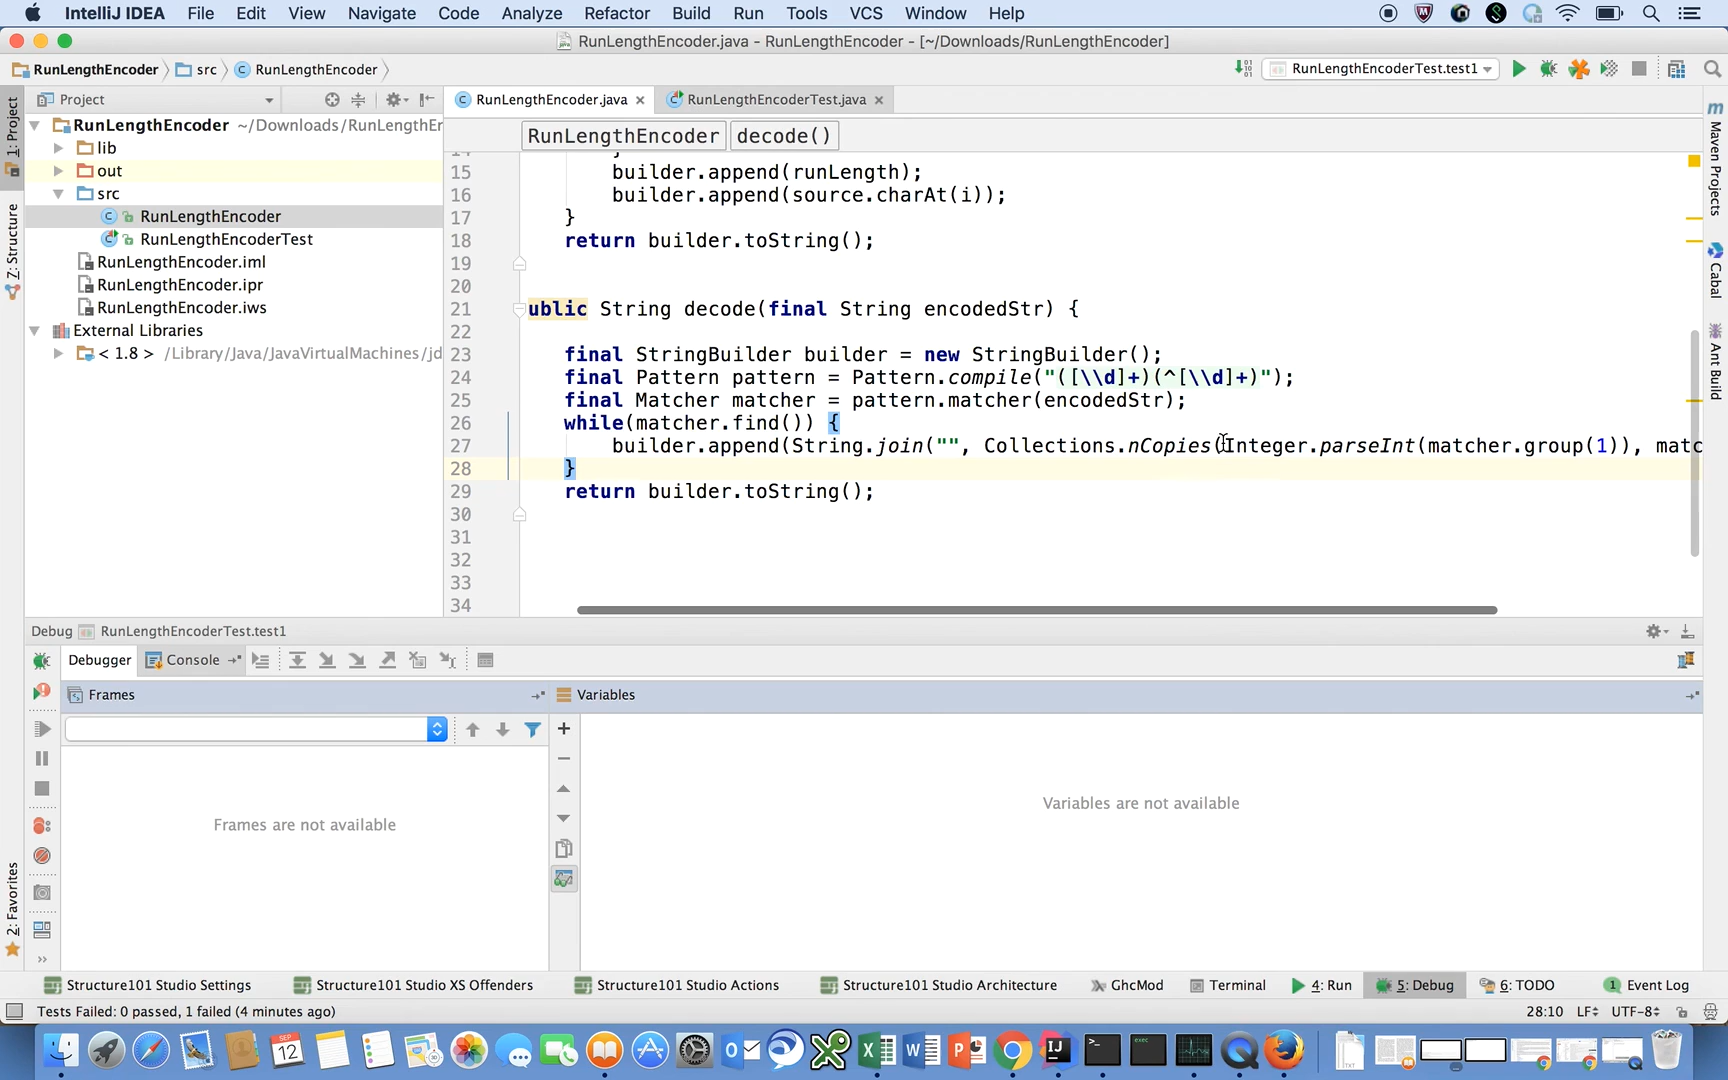 IntelliJ IDEA File Edit View Navigate Code Analyze Refactor Build Run Tools VCS Window Help
RunLengthEncoder.java - RunLengthEncoder - [~/Downloads/RunLengthEncoder]
RunLengthEncoder src RunLengthEncoder RunLengthEncoderTest.test1
Project RunLengthEncoder.java RunLengthEncoderTest.java
RunLengthEncoder ~/Downloads/RunLengthEr
RunLengthEncoder decode()
lib
out
src
RunLengthEncoder
RunLengthEncoderTest
RunLengthEncoder.iml
RunLengthEncoder.ipr
RunLengthEncoder.iws
External Libraries
< 1.8 > /Library/Java/JavaVirtualMachines/jd
1: Project
Z: Structure
2: Favorites
14 }
15 builder.append(runLength);
16 builder.append(source.charAt(i));
17 }
18 return builder.toString();
19
20
21 ublic String decode(final String encodedStr) {
22
23 final StringBuilder builder = new StringBuilder();
24 final Pattern pattern = Pattern.compile("([\\d]+)(^[\\d]+)");
25 final Matcher matcher = pattern.matcher(encodedStr);
26 while(matcher.find()) {
27 builder.append(String.join("", Collections.nCopies(Integer.parseInt(matcher.group(1)), matc
28 }
29 return builder.toString();
30
31
32
33
34
Maven Projects
Cabal
Ant Build
Debug RunLengthEncoderTest.test1
Debugger Console
Frames Variables
Frames are not available
Variables are not available
Structure101 Studio Settings Structure101 Studio XS Offenders Structure101 Studio Actions Structure101 Studio Architecture GhcMod Terminal 4: Run 5: Debug 6: TODO 1 Event Log
Tests Failed: 0 passed, 1 failed (4 minutes ago) 28:10 LF UTF-8
SEP
12